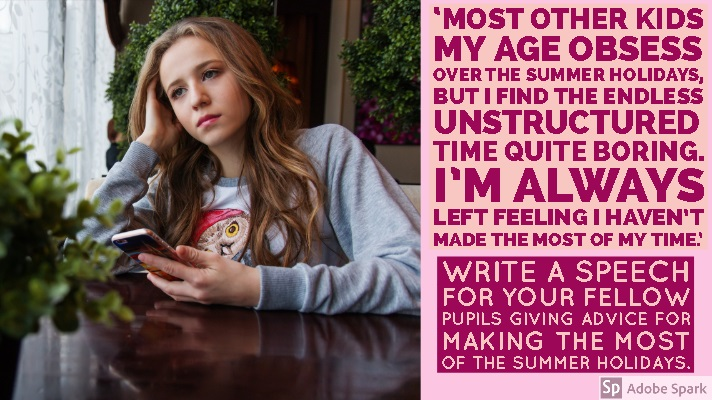 ‘MOST OTHER KIDS
MY AGE OBSESS
OVER THE SUMMER HOLIDAYS,
BUT I FIND THE ENDLESS
UNSTRUCTURED
TIME QUITE BORING.
I‘M ALWAYS
LEFT FEELING I HAVEN'T
MADE THE MOST OF MY TIME.’
WRITE A SPEECH
FOR YOUR FELLOW
PUPILS GIVING ADVICE FOR
MAKING THE MOST
OF THE SUMMER HOLIDAYS.
Sp Adobe Spark